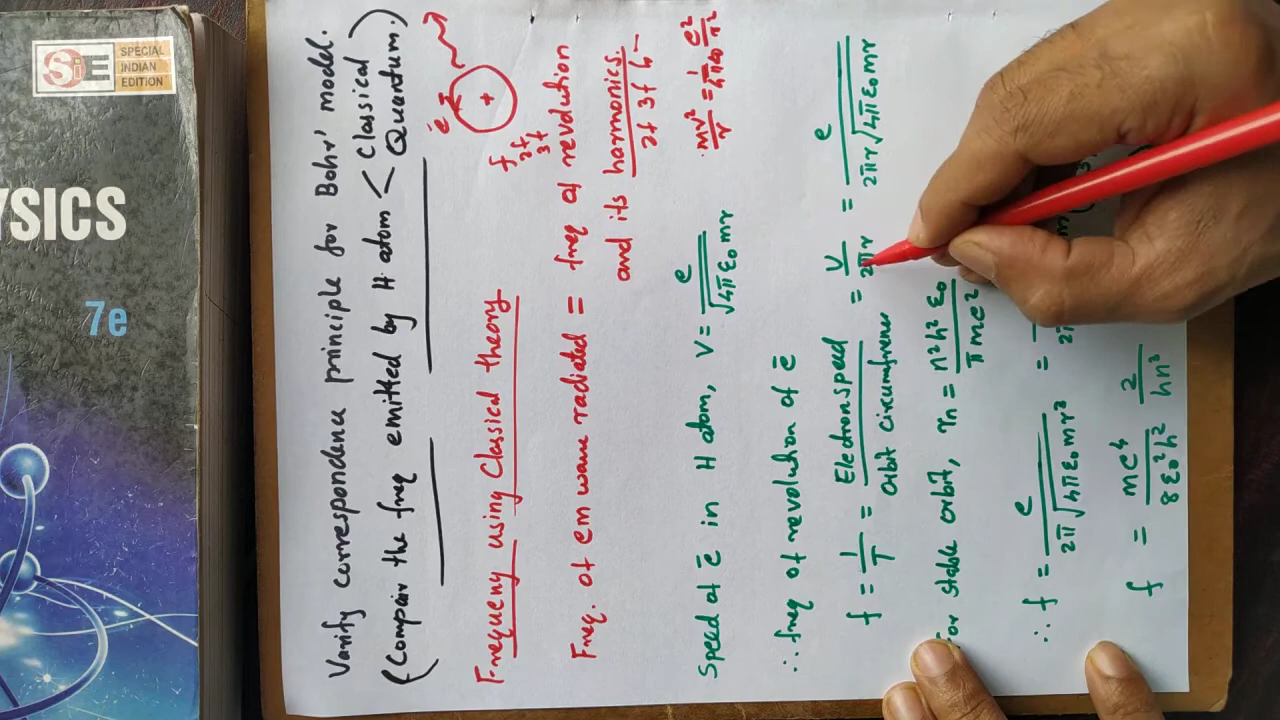 SiE SPECIAL INDIAN EDITION
YSICS
7e
Varify correspondence principle for Bohr' model.
(Compair the freq emitted by H atom < Classical
Quantum.)
Frequency using Classical theory
ē
+
f
2f
3f
Freq. of em wave radiated = freq of revolution
and its harmonics.
2f 3f 4f -
Speed of ē in H atom, V = e/√4πε₀mr
mv²/r = 1/4πε₀ e²/r²
∴ freq of revolution of ē
f = 1/T = Electron speed/Orbit circumference = V/2πr = e/2πr√4πε₀mr
For stable orbit, rn = n²h²ε₀/πme²
∴ f = e/2π√4πε₀mr³ =
f = me⁴/8ε₀²h² 2/hn³